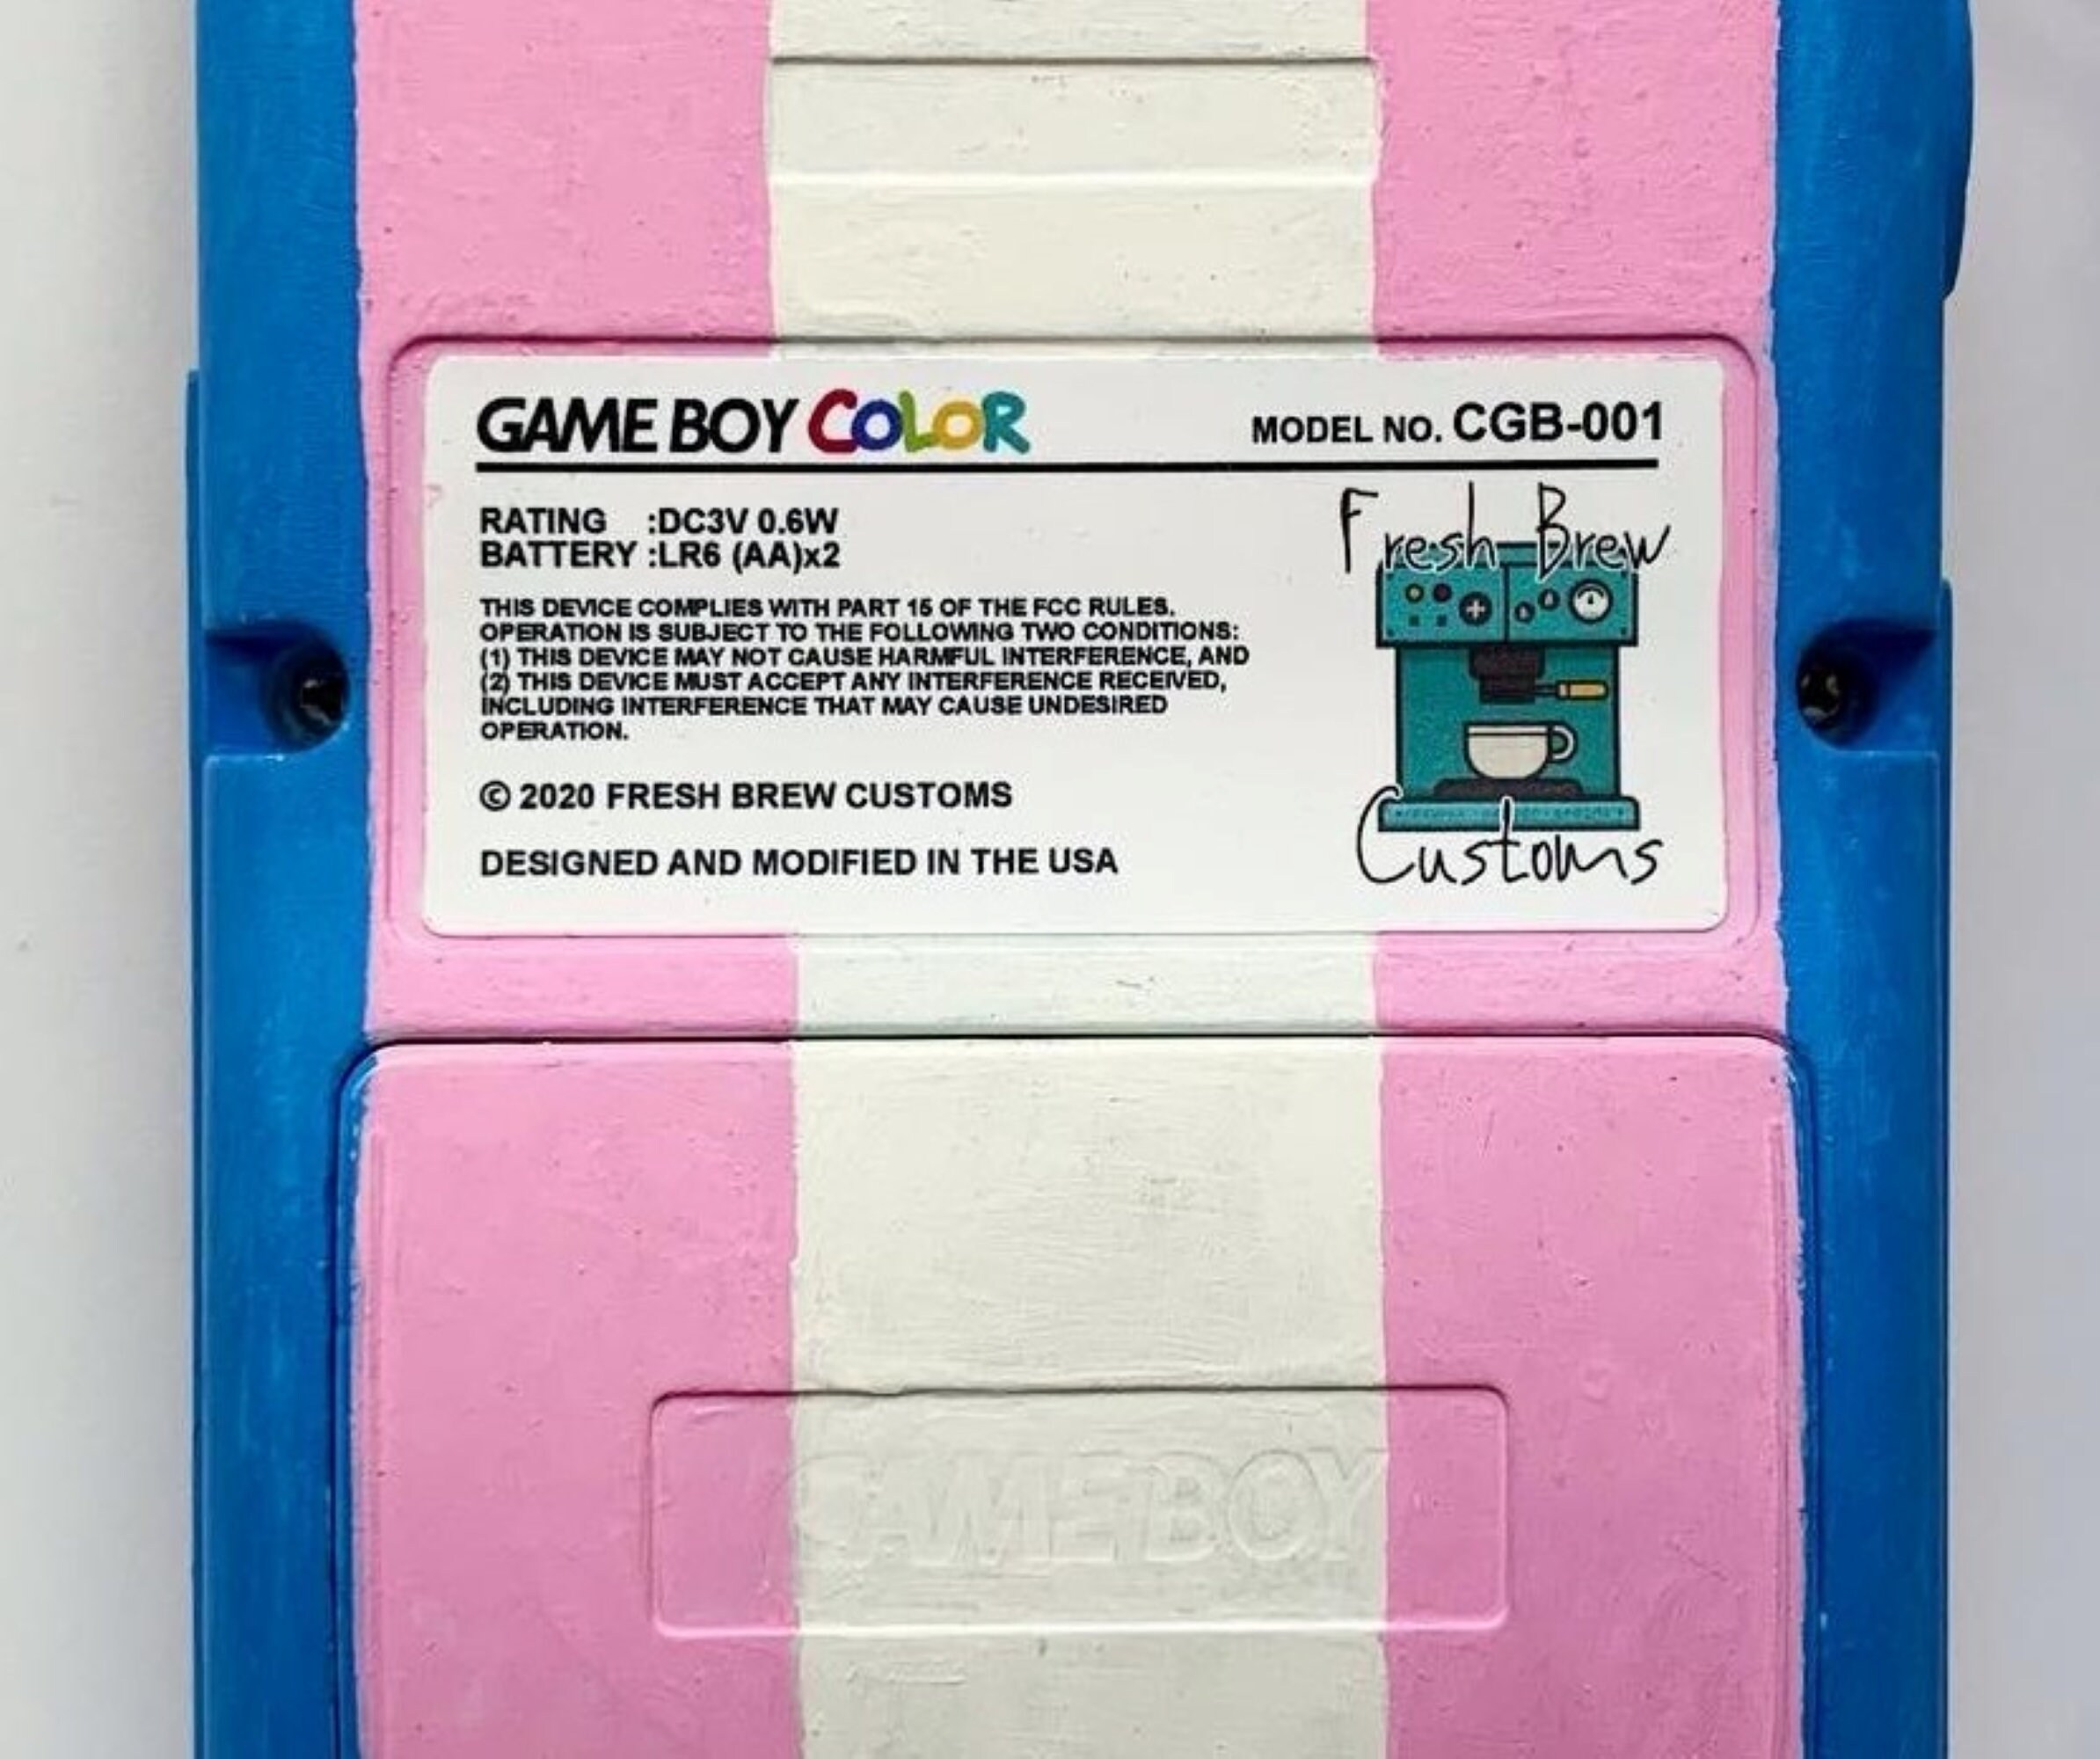 GAME BOY COLOR MODEL NO. CGB-001
RATING :DC3V 0.6W
BATTERY :LR6 (AA)x2
THIS DEVICE COMPLIES WITH PART 15 OF THE FCC RULES.
OPERATION IS SUBJECT TO THE FOLLOWING TWO CONDITIONS:
(1) THIS DEVICE MAY NOT CAUSE HARMFUL INTERFERENCE, AND
(2) THIS DEVICE MUST ACCEPT ANY INTERFERENCE RECEIVED,
INCLUDING INTERFERENCE THAT MAY CAUSE UNDESIRED
OPERATION.
© 2020 FRESH BREW CUSTOMS
DESIGNED AND MODIFIED IN THE USA
Fresh Brew
Customs
GAME BOY